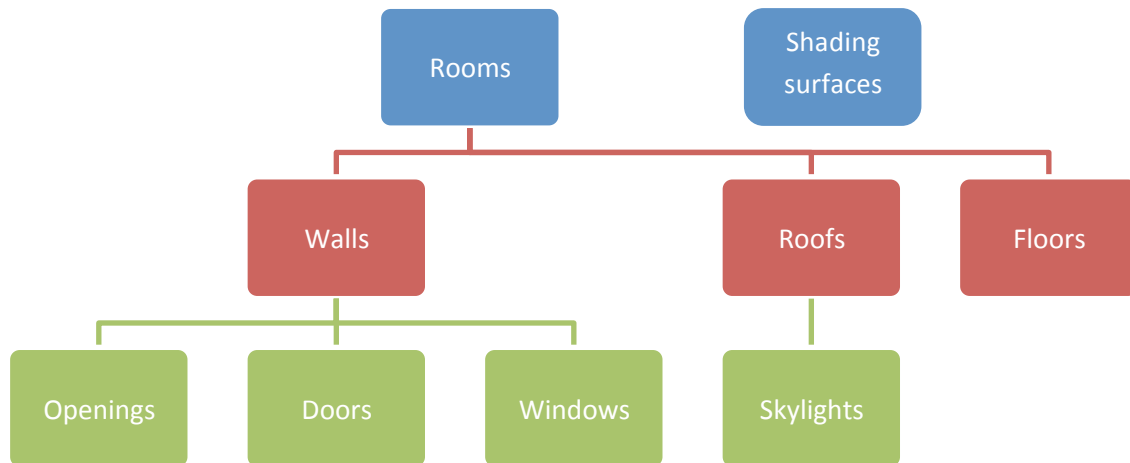 Rooms
Shading
surfaces
Walls
Roofs
Floors
Openings
Doors
Windows
Skylights